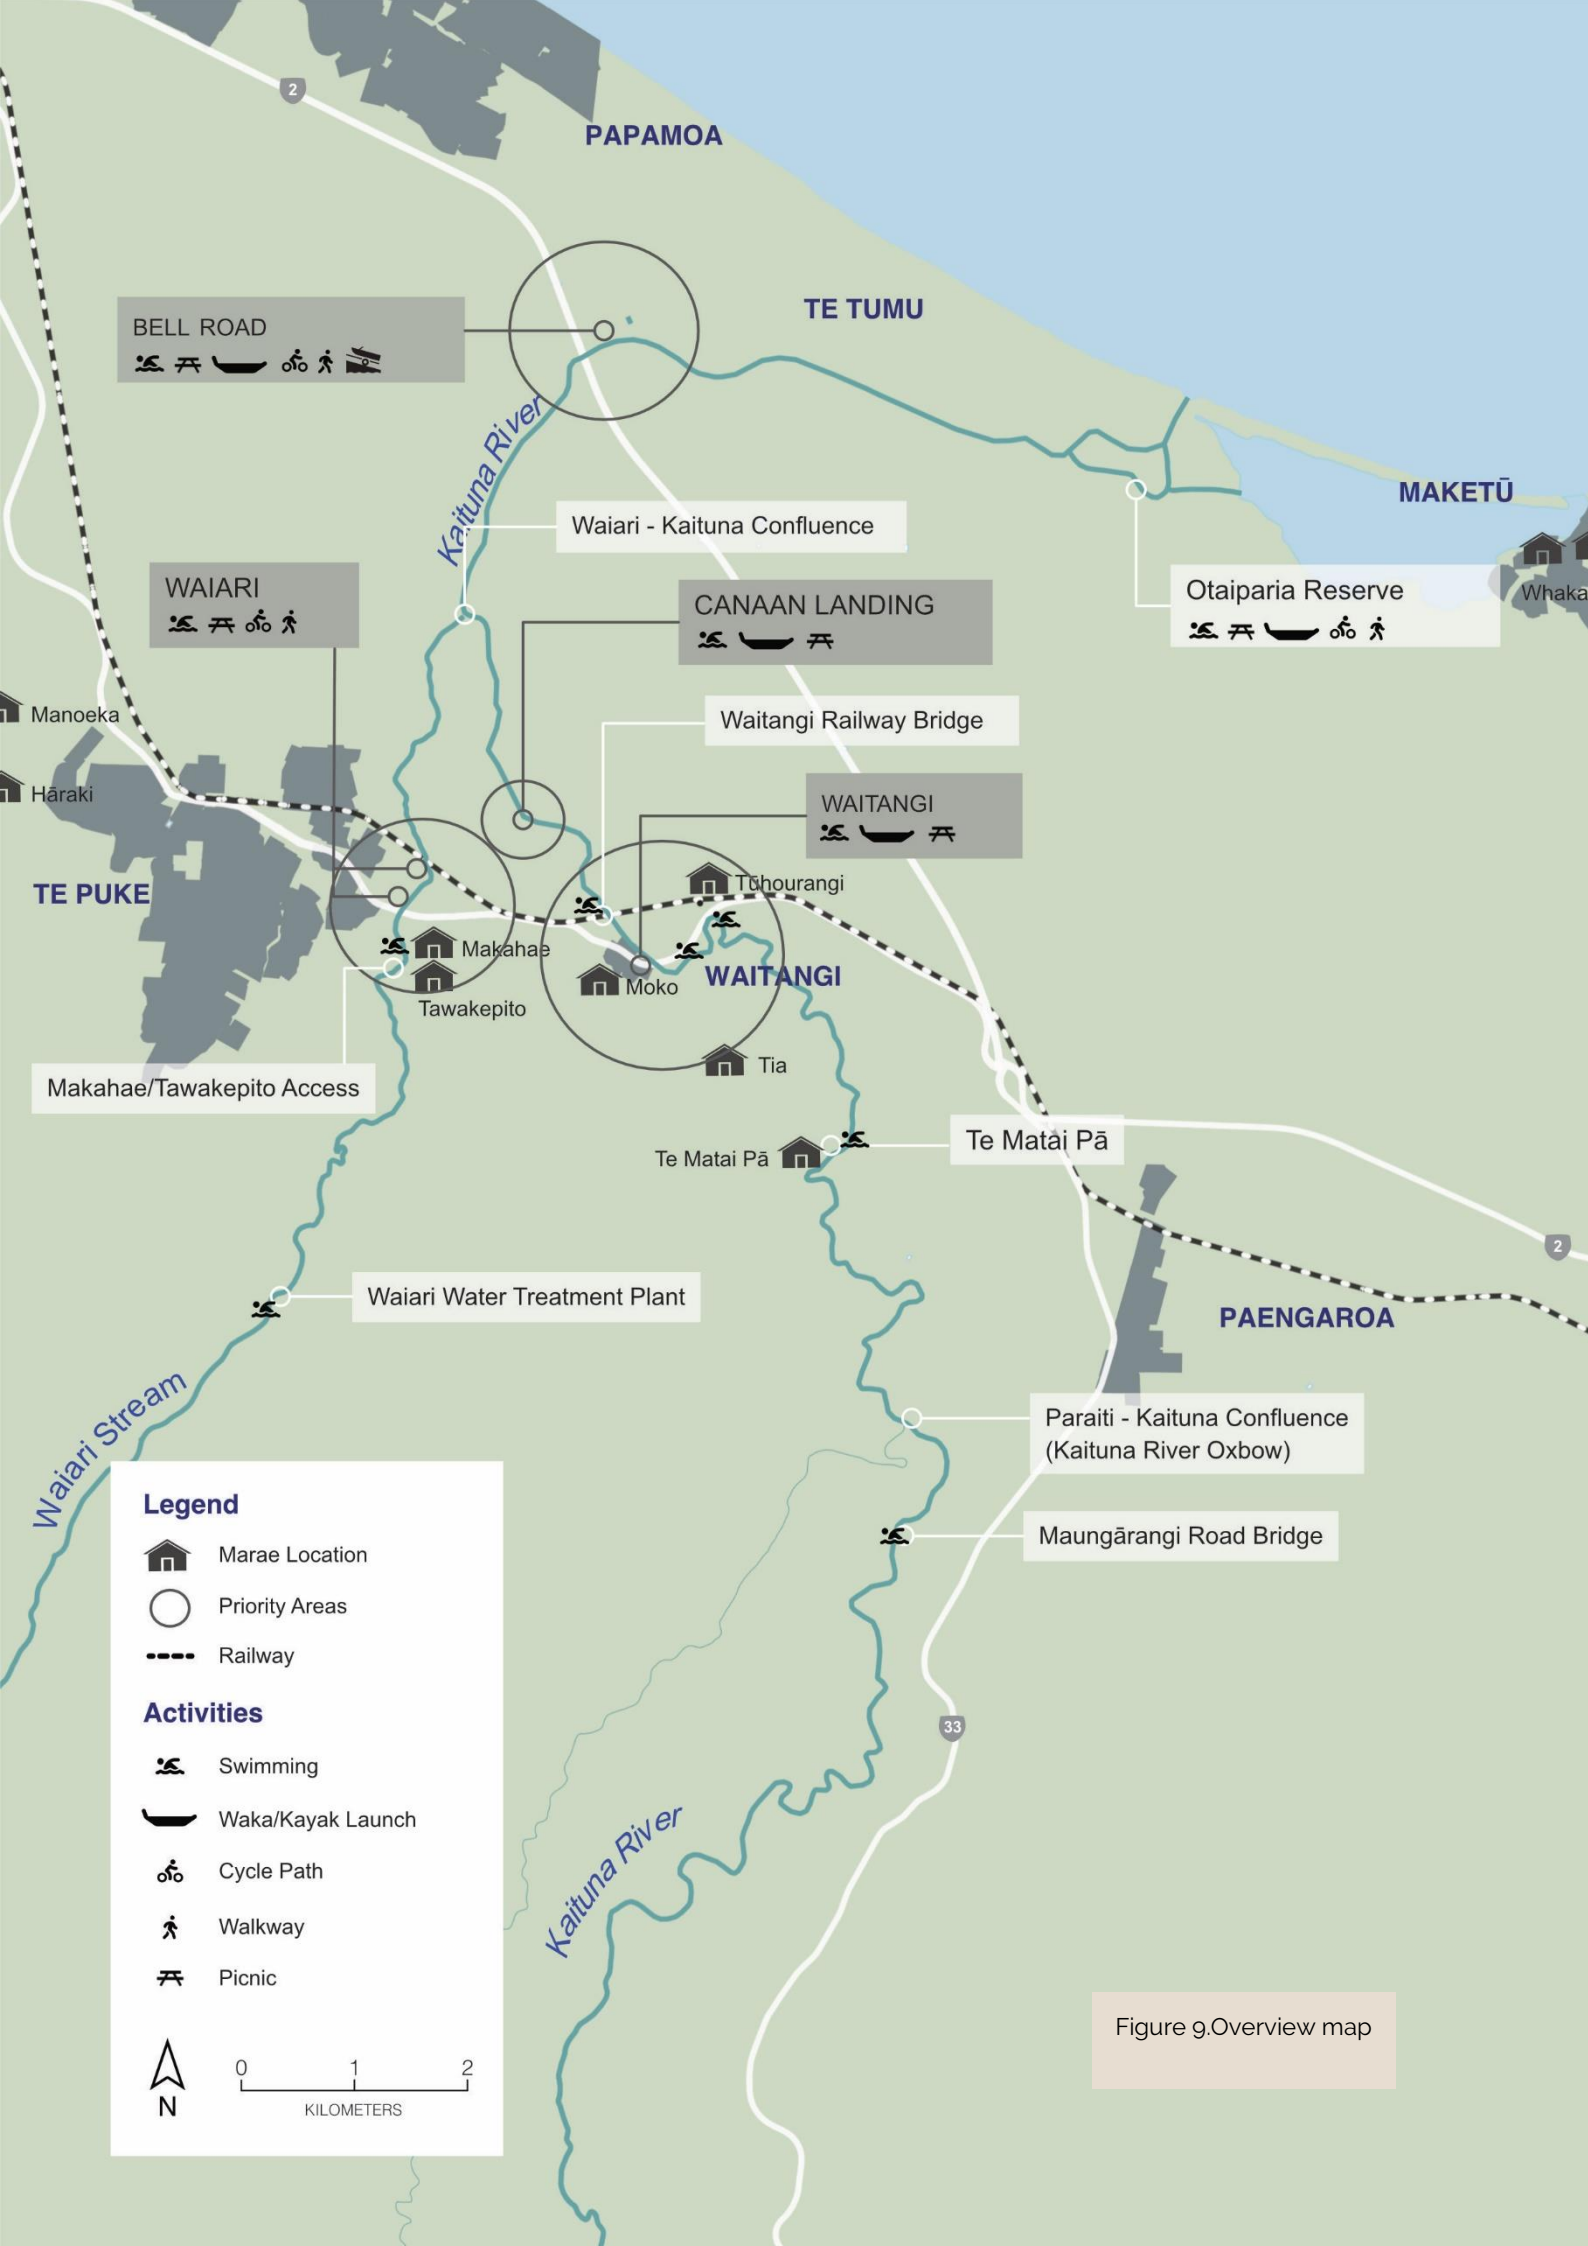 2
PAPAMOA
TE TUMU
BELL ROAD
Kaituna River
MAKETŪ
Waiari - Kaituna Confluence
WAIARI
CANAAN LANDING
Otaiparia Reserve
Whaka
Manoeka
Waitangi Railway Bridge
Hāraki
WAITANGI
TE PUKE
Tūhourangi
Makahae
WAITANGI
Moko
Tawakepito
Tia
Makahae/Tawakepito Access
Te Matai Pā
Te Matai Pā
2
Waiari Water Treatment Plant
PAENGAROA
Waiari Stream
Paraiti - Kaituna Confluence
(Kaituna River Oxbow)
Maungārangi Road Bridge
33
Kaituna River
Legend
Marae Location
Priority Areas
Railway
Activities
Swimming
Waka/Kayak Launch
Cycle Path
Walkway
Picnic
N
0 1 2
KILOMETERS
Figure 9.Overview map